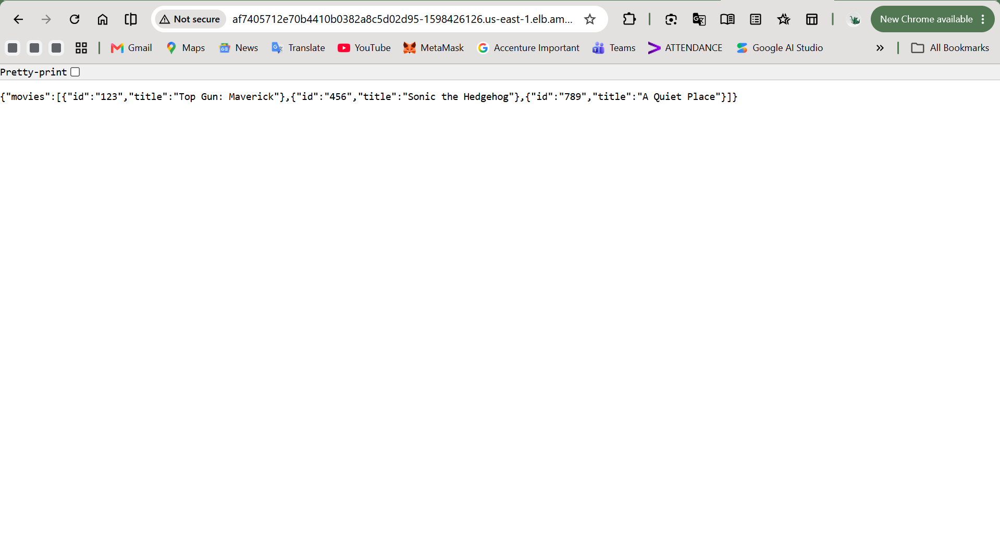 Not secure
af7405712e70b4410b0382a8c5d02d95-1598426126.us-east-1.elb.am...
New Chrome available
Gmail
Maps
News
Translate
YouTube
MetaMask
Accenture Important
Teams
ATTENDANCE
Google AI Studio
All Bookmarks
Pretty-print
{"movies":[{"id":"123","title":"Top Gun: Maverick"},{"id":"456","title":"Sonic the Hedgehog"},{"id":"789","title":"A Quiet Place"}]}